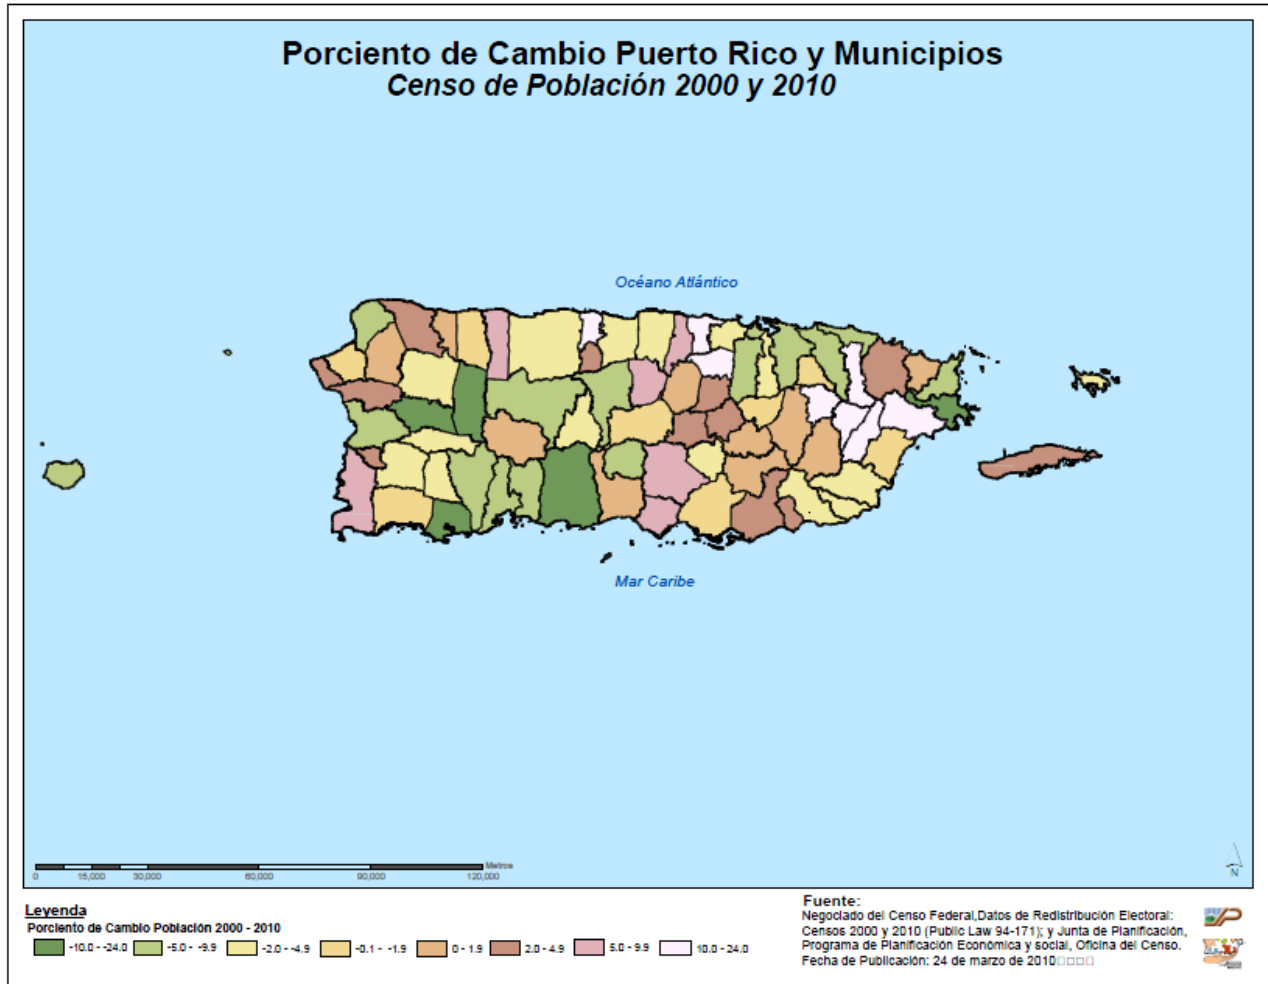 Porciento de Cambio Puerto Rico y Municipios
Censo de Población 2000 y 2010
Océano Atlántico
Mar Caribe
Metros
0 15,000 30,000 60,000 90,000 120,000
N
Leyenda
Porciento de Cambio Población 2000 - 2010
-10.0 - -24.0 -5.0 - -9.9 -2.0 - -4.9 -0.1 - -1.9 0 - 1.9 2.0 - 4.9 5.0 - 9.9 10.0 - 24.0
Fuente:
Negociado del Censo Federal,Datos de Redistribución Electoral:
Censos 2000 y 2010 (Public Law 94-171); y Junta de Planificación,
Programa de Planificación Económica y social, Oficina del Censo.
Fecha de Publicación: 24 de marzo de 2010□□□□